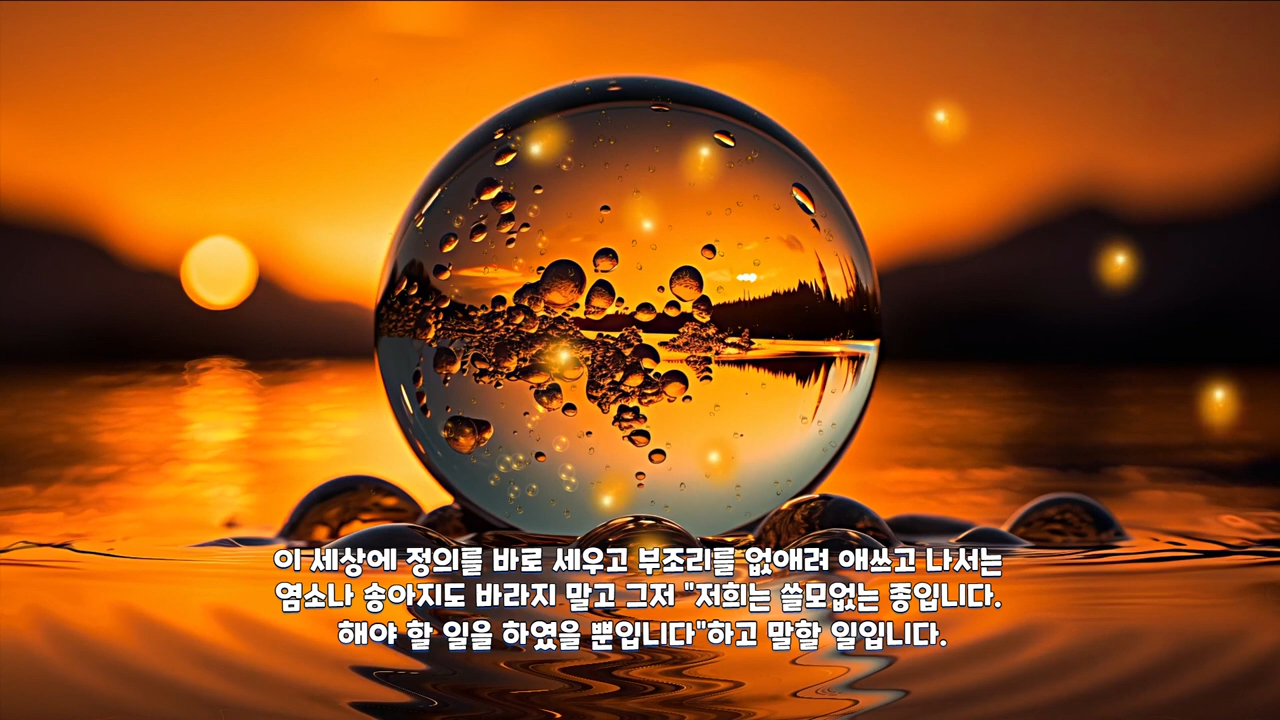 이 세상에 정의를 바로 세우고 부조리를 없애려 애쓰고 나서는
염소나 송아지도 바라지 말고 그저 "저희는 쓸모없는 종입니다.
해야 할 일을 하였을 뿐입니다"하고 말할 일입니다.